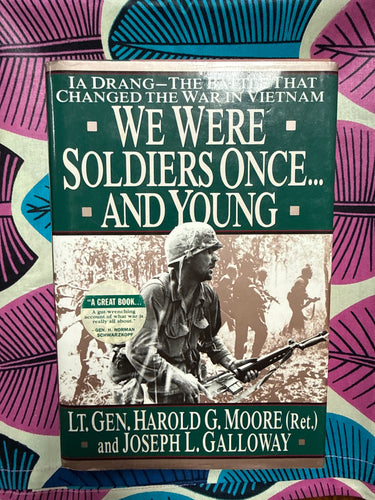 IA DRANG—THE BATTLE THAT
CHANGED THE WAR IN VIETNAM
WE WERE
SOLDIERS ONCE...
AND YOUNG
"A GREAT BOOK...
A gut-wrenching
account of what war is
really all about."
—GEN. H. NORMAN
SCHWARZKOPF
LT. GEN. HAROLD G. MOORE (Ret.)
and JOSEPH L. GALLOWAY